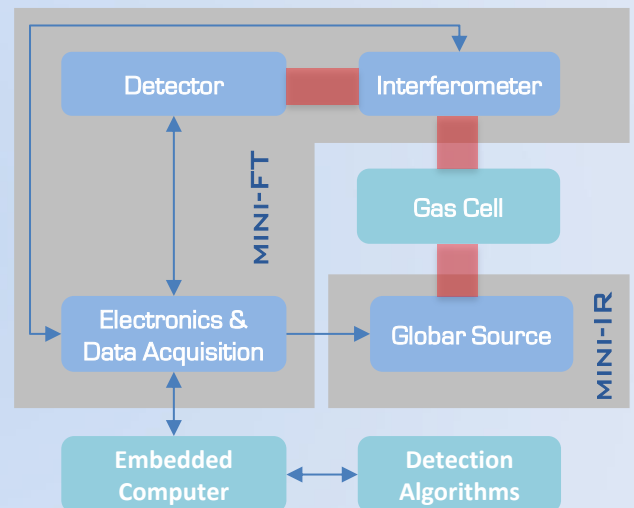 Detector
Interferometer
MINI-FT
Gas Cell
Electronics &
Data Acquisition
Globar Source
MINI-IR
Embedded
Computer
Detection
Algorithms